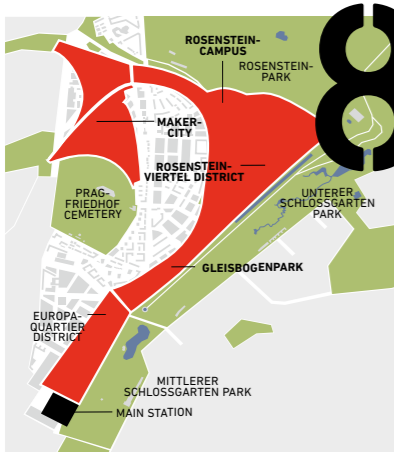 ROSENSTEIN-
CAMPUS
ROSENSTEIN-
PARK
8
MAKER-
CITY
ROSENSTEIN-
VIERTEL DISTRICT
PRAG-
FRIEDHOF
CEMETERY
UNTERER
SCHLOSSGARTEN
PARK
GLEISBOGENPARK
EUROPA-
QUARTIER
DISTRICT
MITTLERER
SCHLOSSGARTEN PARK
MAIN STATION